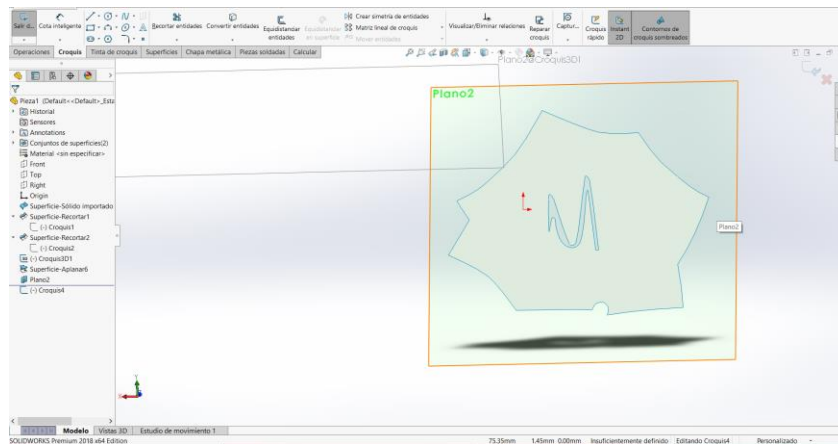 Sair d... Cota inteligente Recortar entidades Convertir entidades Equidistanciar entidades Equidistanciar en superficie Crear simetría de entidades Visualizar/Eliminar relaciones Reparar croquis Captur... Croquis rápido Instant 2D Contornos de croquis sombreados
Matriz lineal de croquis
Mover entidades
Operaciones Croquis Tinta de croquis Superficies Chapa metálica Piezas soldadas Calcular
Plano2@Croquis3D1
Plano2
Pieza1 (Default<<Default>_Esta
Historial
Sensores
Annotations
Conjuntos de superficies(2)
Material <sin especificar>
Front
Top
Right
Origin
Superficie-Sólido importado
Superficie-Recortar1
(-) Croquis1
Superficie-Recortar2
(-) Croquis2
(-) Croquis3D1
Superficie-Aplanar6
Plano2
(-) Croquis4
Plano2
Modelo Vistas 3D Estudio de movimiento 1
SOLIDWORKS Premium 2018 x64 Edition 75.35mm 1.45mm 0.00mm Insuficientemente definido Editando Croquis4 Personalizado